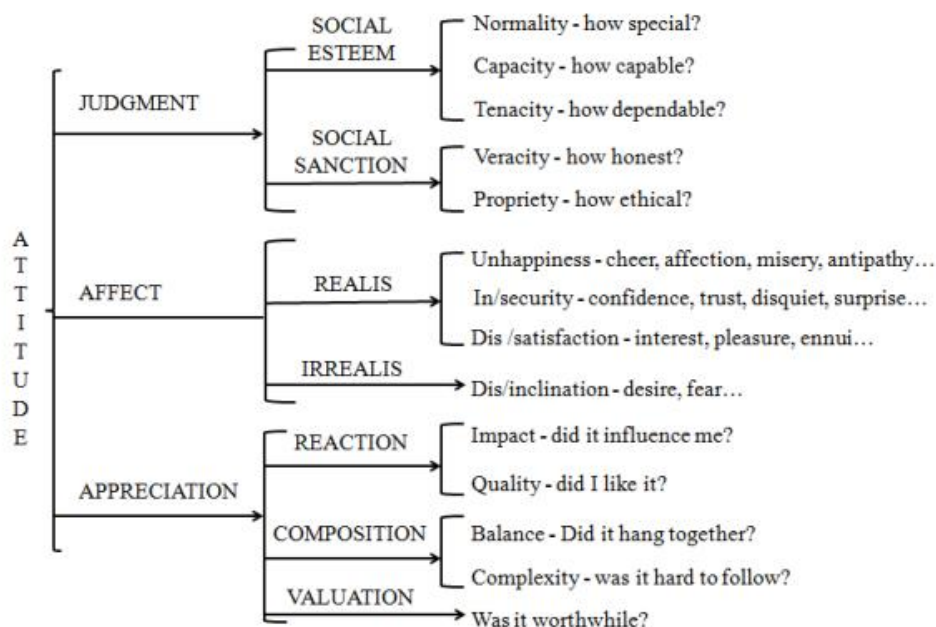 ATTITUDE
JUDGMENT
SOCIAL
ESTEEM
Normality - how special?
Capacity - how capable?
Tenacity - how dependable?
SOCIAL
SANCTION
Veracity - how honest?
Propriety - how ethical?
AFFECT
REALIS
Unhappiness - cheer, affection, misery, antipathy…
In/security - confidence, trust, disquiet, surprise…
Dis /satisfaction - interest, pleasure, ennui…
IRREALIS
Dis/inclination - desire, fear…
APPRECIATION
REACTION
Impact - did it influence me?
Quality - did I like it?
COMPOSITION
Balance - Did it hang together?
Complexity - was it hard to follow?
VALUATION
Was it worthwhile?